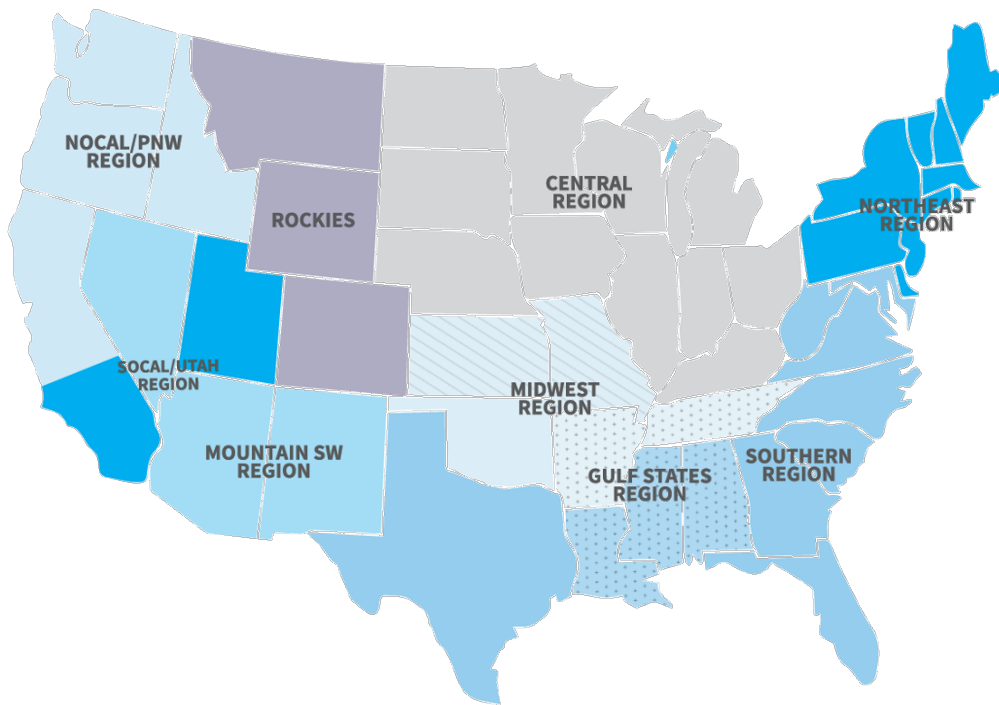 NOCAL/PNW
REGION
ROCKIES
CENTRAL
REGION
NORTHEAST
REGION
SOCAL/UTAH
REGION
MIDWEST
REGION
MOUNTAIN SW
REGION
GULF STATES
REGION
SOUTHERN
REGION